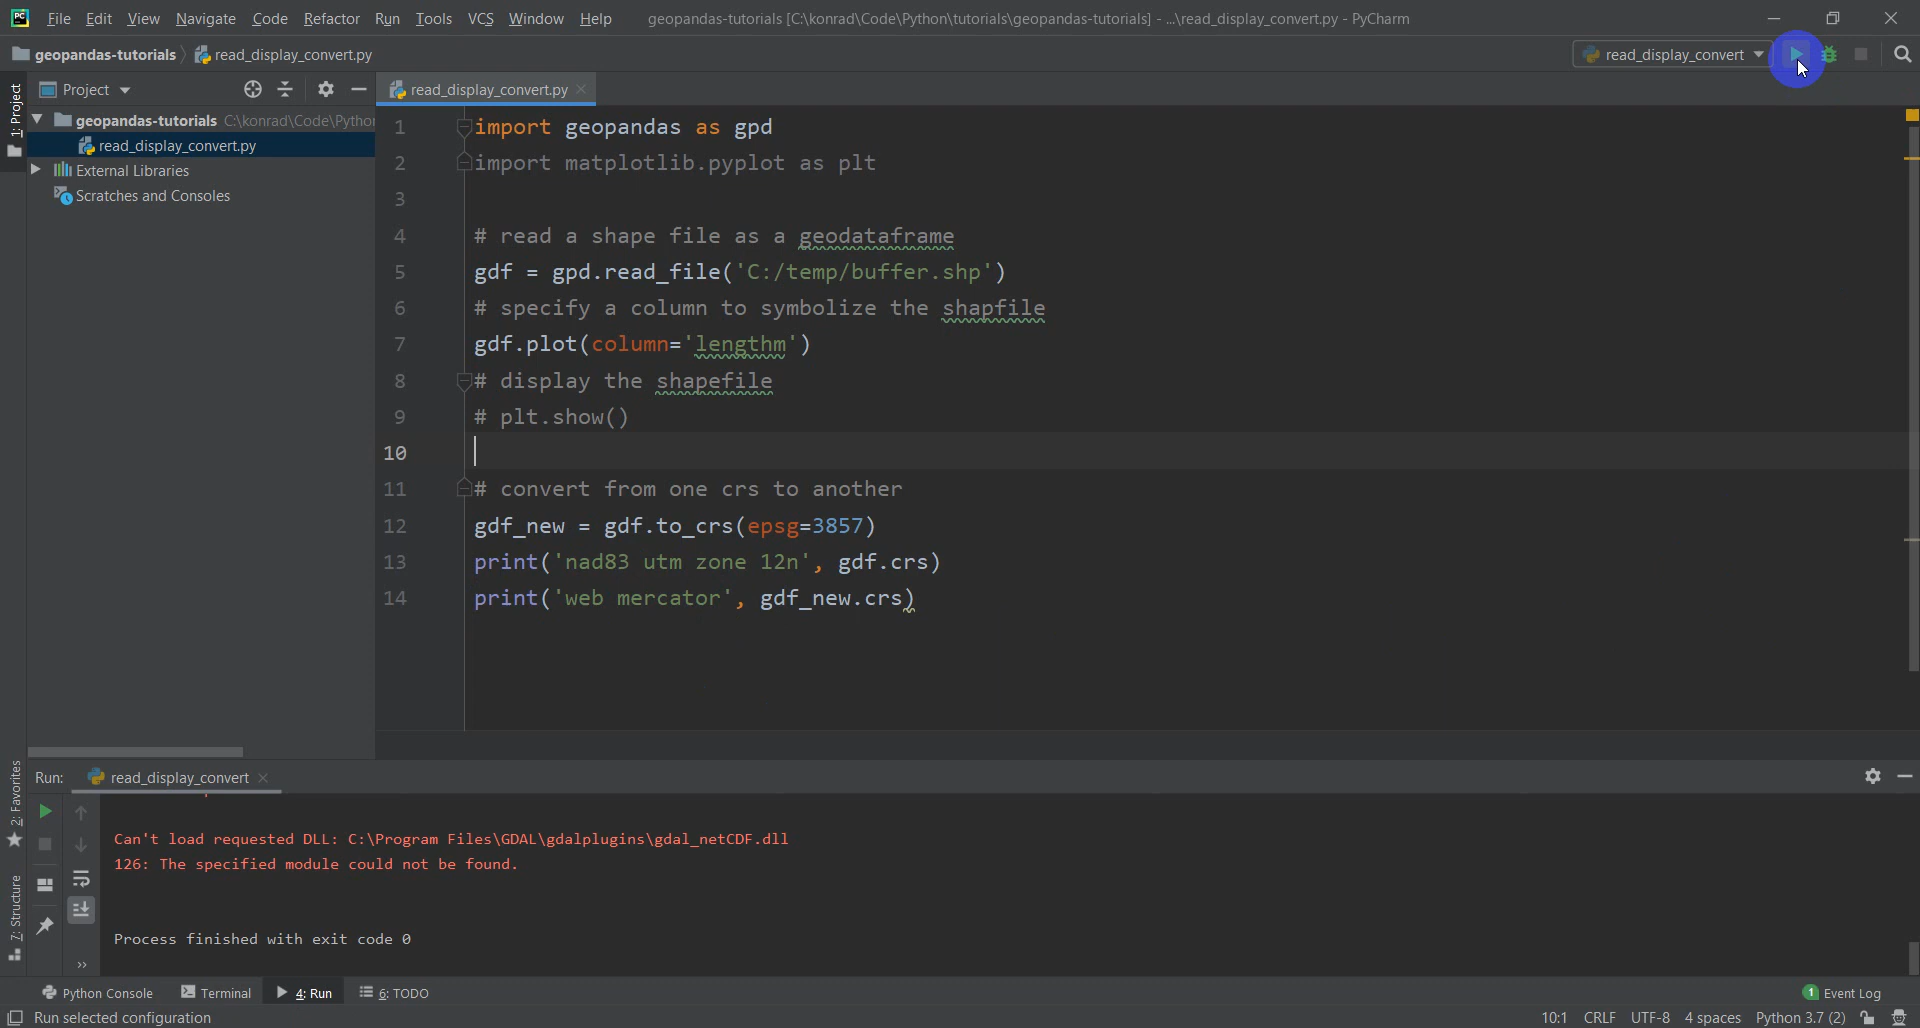 File Edit View Navigate Code Refactor Run Tools VCS Window Help geopandas-tutorials [C:\konrad\Code\Python\tutorials\geopandas-tutorials] - ...\read_display_convert.py - PyCharm
geopandas-tutorials read_display_convert.py read_display_convert
1: Project
Project
read_display_convert.py
geopandas-tutorials C:\konrad\Code\Pytho
read_display_convert.py
External Libraries
Scratches and Consoles
1 import geopandas as gpd
2 import matplotlib.pyplot as plt
3
4 # read a shape file as a geodataframe
5 gdf = gpd.read_file('C:/temp/buffer.shp')
6 # specify a column to symbolize the shapfile
7 gdf.plot(column='lengthm')
8 # display the shapefile
9 # plt.show()
10
11 # convert from one crs to another
12 gdf_new = gdf.to_crs(epsg=3857)
13 print('nad83 utm zone 12n', gdf.crs)
14 print('web mercator', gdf_new.crs)
2: Favorites
7: Structure
Run: read_display_convert
Can't load requested DLL: C:\Program Files\GDAL\gdalplugins\gdal_netCDF.dll
126: The specified module could not be found.
Process finished with exit code 0
Python Console Terminal 4: Run 6: TODO 1 Event Log
Run selected configuration 10:1 CRLF UTF-8 4 spaces Python 3.7 (2)